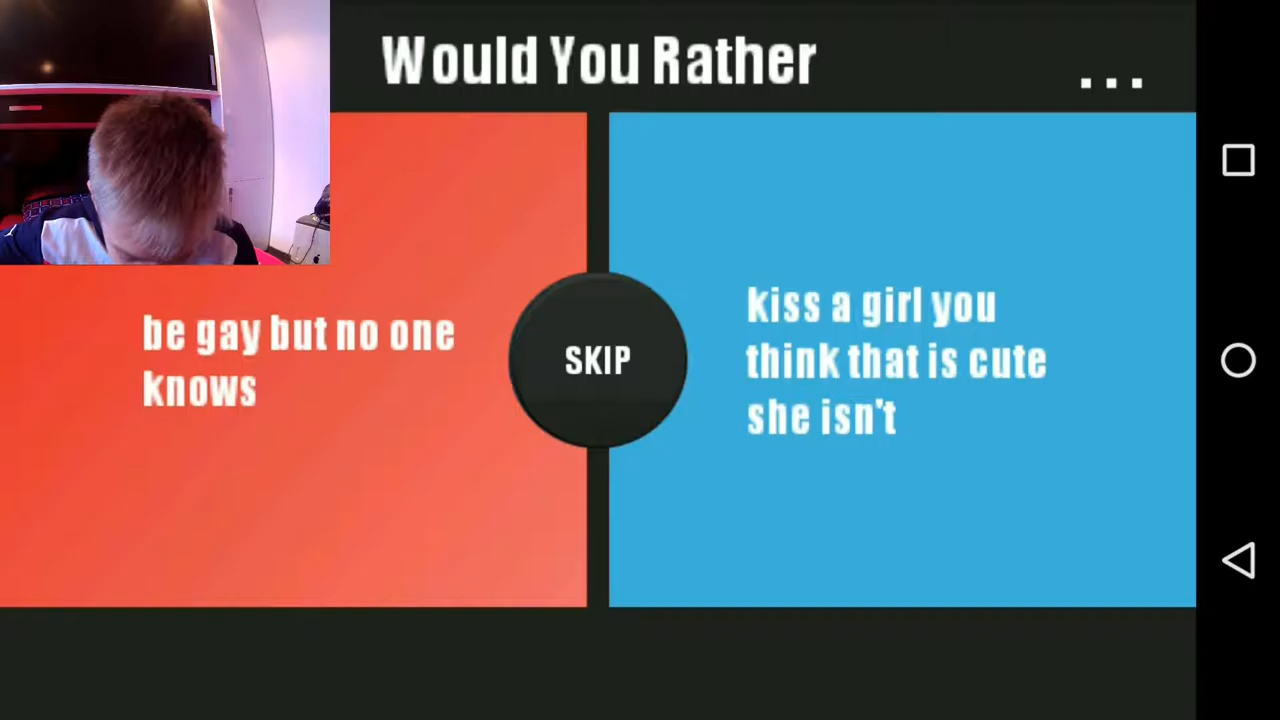 Would You Rather
...
be gay but no one
knows
SKIP
kiss a girl you
think that is cute
she isn't